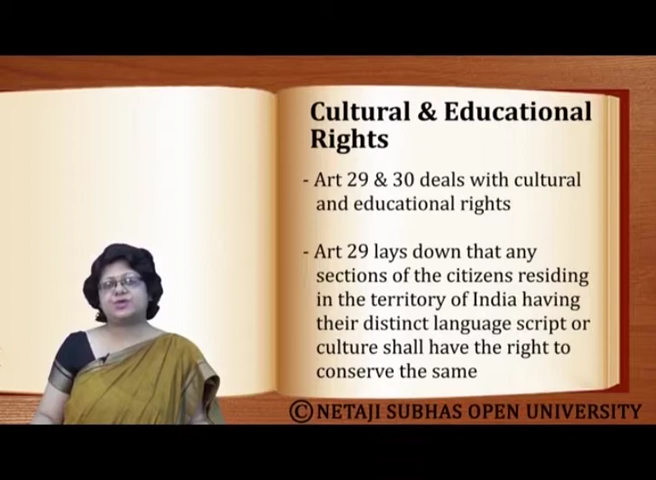 Cultural & Educational
Rights
- Art 29 & 30 deals with cultural
and educational rights
- Art 29 lays down that any
sections of the citizens residing
in the territory of India having
their distinct language script or
culture shall have the right to
conserve the same
©NETAJI SUBHAS OPEN UNIVERSITY